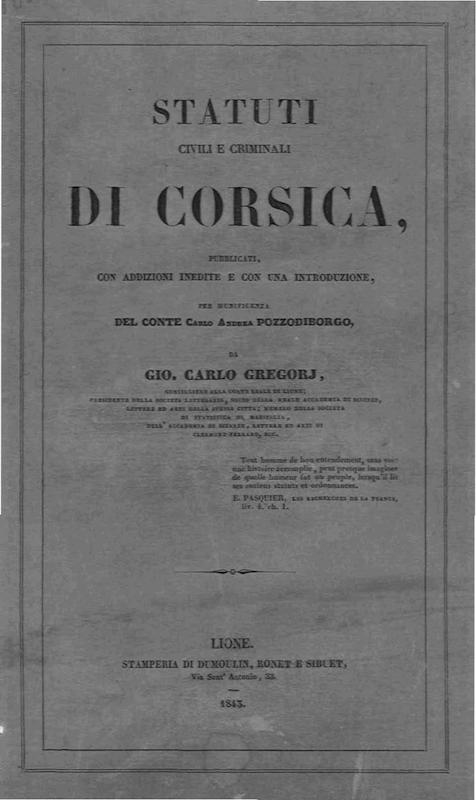 STATUTI
CIVILI E CRIMINALI
DI CORSICA,
PUBBLICATI,
CON ADDIZIONI INEDITE E CON UNA INTRODUZIONE,
PER MUNIFICENZA
DEL CONTE CARLO ANDREA POZZODIBORGO,
DA
GIO. CARLO GREGORJ,
CONSIGLIERE ALLA CORTE REALE DI LIONE;
PRESIDENTE DELLA SOCIETÀ LETTERARIA, SOCIO DELLA REALE ACCADEMIA DI SCIENZE,
LETTERE ED ARTI DELLA STESSA CITTÀ; MEMBRO DELLA SOCIETÀ
DI STATISTICA DI MARSIGLIA,
DELL' ACCADEMIA DI SCIENZE, LETTERE ED ARTI DI
CLERMONT-FERRAND, ECC.
Tout homme de bon entendement, sans voir
une histoire accomplie, peut presque imaginer
de quelle humeur fut un peuple, lorsqu'il lit
ses anciens statuts et ordonnances.
E. PASQUIER, LES RECHERCHES DE LA FRANCE,
liv. 4. ch. 1.
LIONE.
STAMPERIA DI DUMOULIN, RONET E SIBUET,
Via Sant' Antonio, 33.
1843.